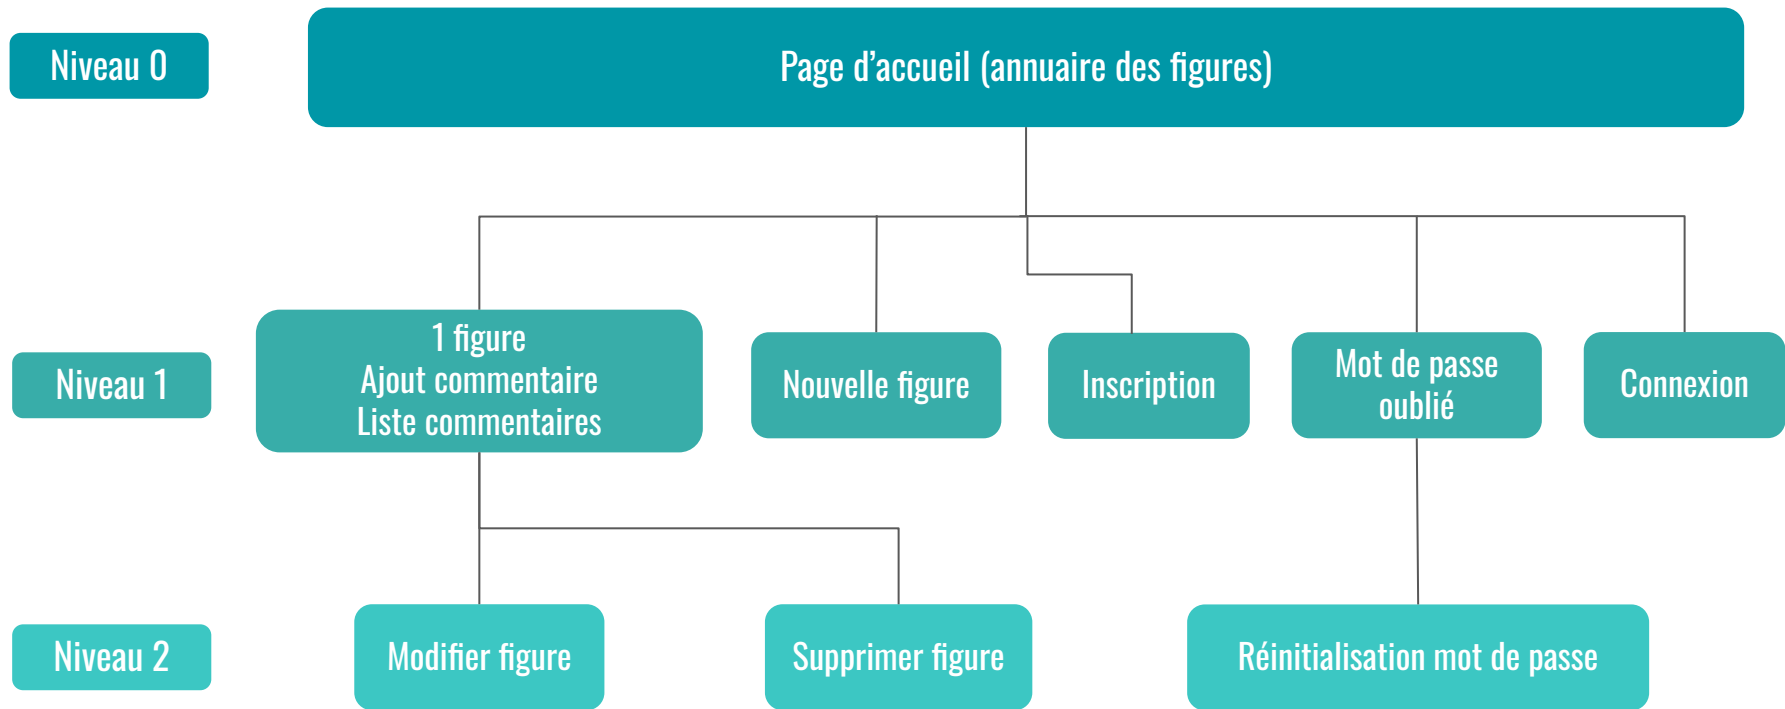 Niveau 0
Page d’accueil (annuaire des figures)
Niveau 1
1 figure
Ajout commentaire
Liste commentaires
Nouvelle figure
Inscription
Mot de passe
oublié
Connexion
Niveau 2
Modifier figure
Supprimer figure
Réinitialisation mot de passe